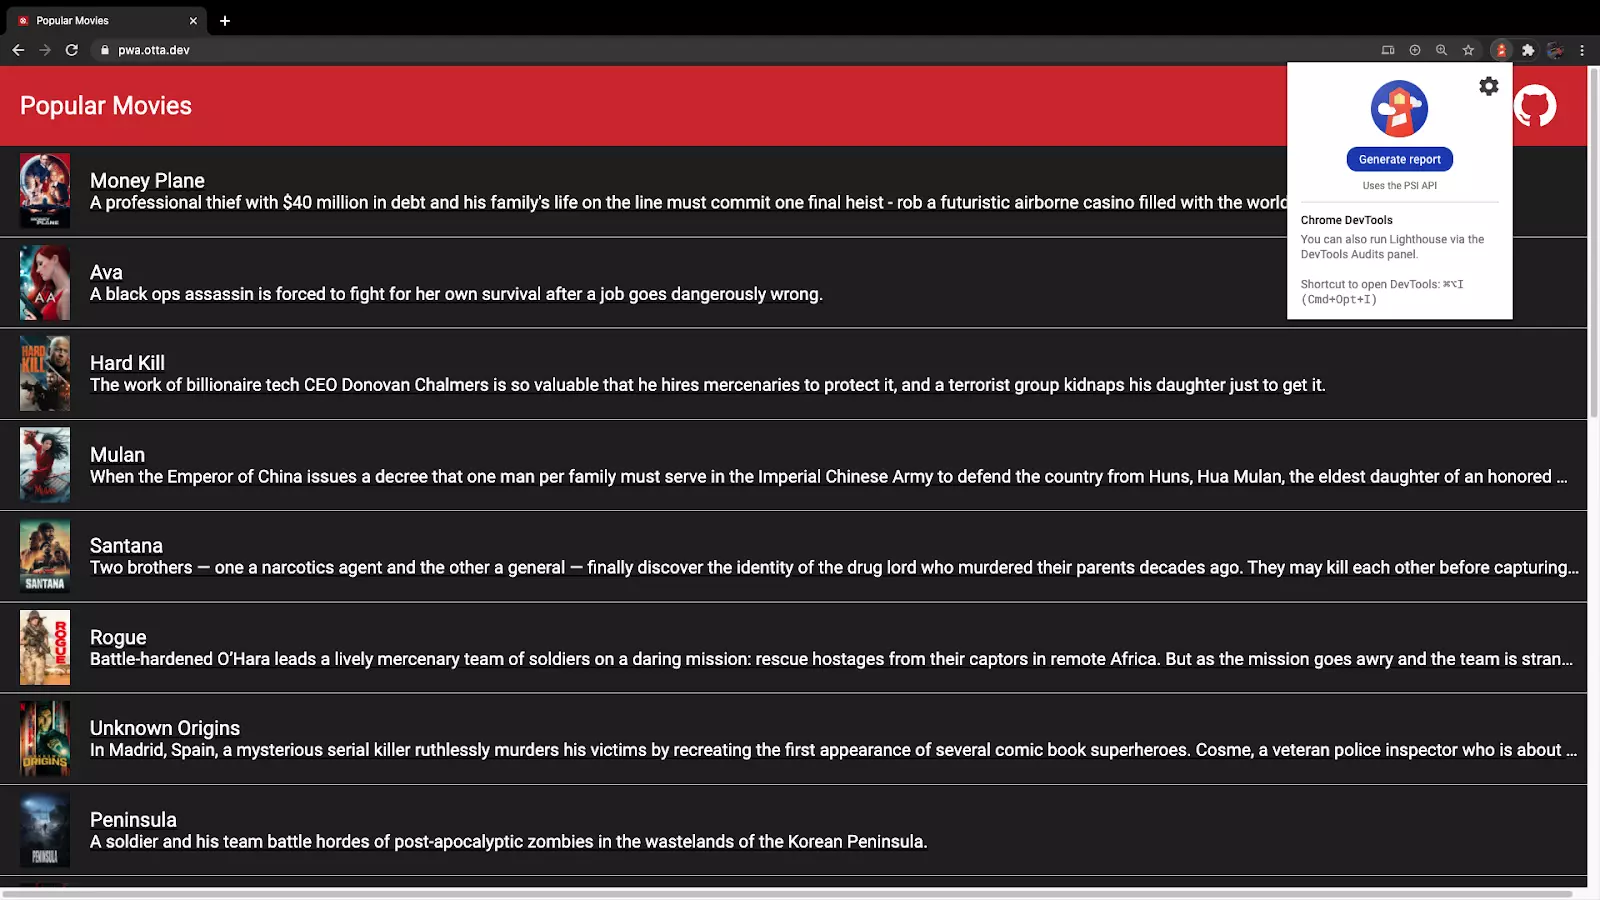 Popular Movies
pwa.otta.dev
Popular Movies
Generate report
Uses the PSI API
Chrome DevTools
You can also run Lighthouse via the
DevTools Audits panel.
Shortcut to open DevTools: ⌘⌥I
(Cmd+Opt+I)
Money Plane
A professional thief with $40 million in debt and his family's life on the line must commit one final heist - rob a futuristic airborne casino filled with the world
Ava
A black ops assassin is forced to fight for her own survival after a job goes dangerously wrong.
HARD
KILL
Hard Kill
The work of billionaire tech CEO Donovan Chalmers is so valuable that he hires mercenaries to protect it, and a terrorist group kidnaps his daughter just to get it.
Mulan
When the Emperor of China issues a decree that one man per family must serve in the Imperial Chinese Army to defend the country from Huns, Hua Mulan, the eldest daughter of an honored ...
SANTANA
Santana
Two brothers — one a narcotics agent and the other a general — finally discover the identity of the drug lord who murdered their parents decades ago. They may kill each other before capturing...
ROGUE
Rogue
Battle-hardened O’Hara leads a lively mercenary team of soldiers on a daring mission: rescue hostages from their captors in remote Africa. But as the mission goes awry and the team is stran...
ORIGINS
Unknown Origins
In Madrid, Spain, a mysterious serial killer ruthlessly murders his victims by recreating the first appearance of several comic book superheroes. Cosme, a veteran police inspector who is about ...
PENINSULA
Peninsula
A soldier and his team battle hordes of post-apocalyptic zombies in the wastelands of the Korean Peninsula.